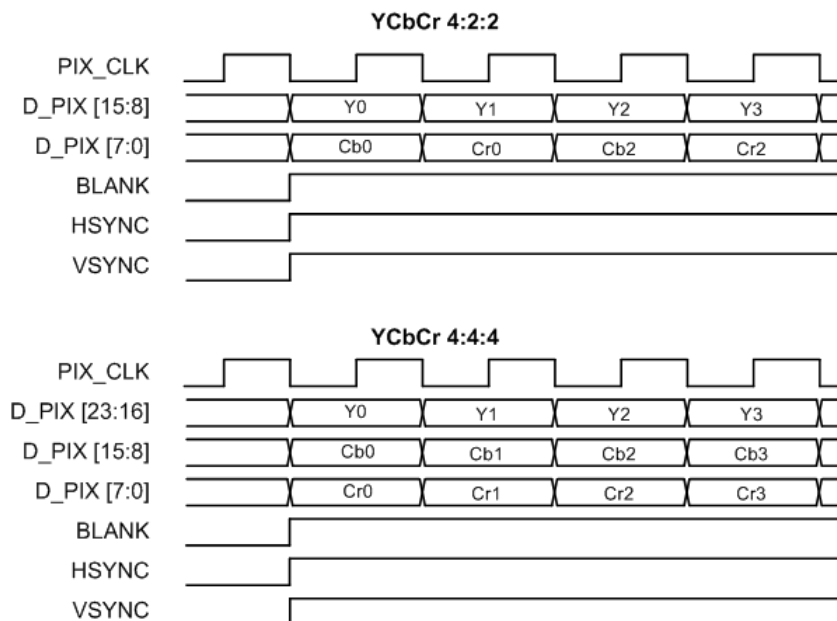 YCbCr 4:2:2
PIX_CLK
D_PIX [15:8] Y0 Y1 Y2 Y3
D_PIX [7:0] Cb0 Cr0 Cb2 Cr2
BLANK
HSYNC
VSYNC
YCbCr 4:4:4
PIX_CLK
D_PIX [23:16] Y0 Y1 Y2 Y3
D_PIX [15:8] Cb0 Cb1 Cb2 Cb3
D_PIX [7:0] Cr0 Cr1 Cr2 Cr3
BLANK
HSYNC
VSYNC